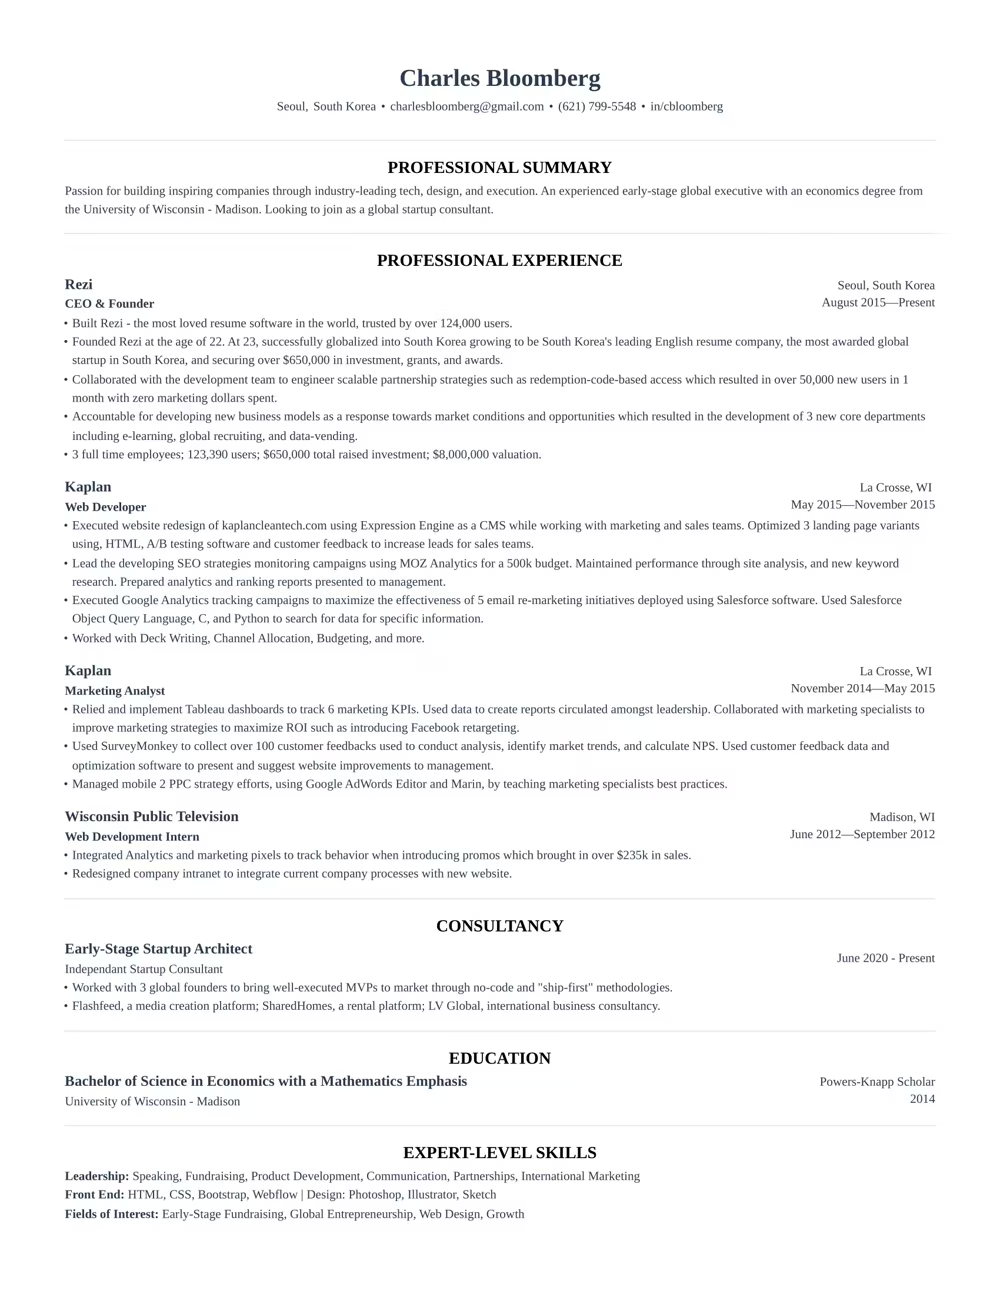 Charles Bloomberg
Seoul, South Korea • charlesbloomberg@gmail.com • (621) 799-5548 • in/cbloomberg
PROFESSIONAL SUMMARY
Passion for building inspiring companies through industry-leading tech, design, and execution. An experienced early-stage global executive with an economics degree from
the University of Wisconsin - Madison. Looking to join as a global startup consultant.
PROFESSIONAL EXPERIENCE
Rezi
Seoul, South Korea
CEO & Founder
August 2015—Present
• Built Rezi - the most loved resume software in the world, trusted by over 124,000 users.
• Founded Rezi at the age of 22. At 23, successfully globalized into South Korea growing to be South Korea's leading English resume company, the most awarded global
startup in South Korea, and securing over $650,000 in investment, grants, and awards.
• Collaborated with the development team to engineer scalable partnership strategies such as redemption-code-based access which resulted in over 50,000 new users in 1
month with zero marketing dollars spent.
• Accountable for developing new business models as a response towards market conditions and opportunities which resulted in the development of 3 new core departments
including e-learning, global recruiting, and data-vending.
• 3 full time employees; 123,390 users; $650,000 total raised investment; $8,000,000 valuation.
Kaplan
La Crosse, WI
Web Developer
May 2015—November 2015
• Executed website redesign of kaplancleantech.com using Expression Engine as a CMS while working with marketing and sales teams. Optimized 3 landing page variants
using, HTML, A/B testing software and customer feedback to increase leads for sales teams.
• Lead the developing SEO strategies monitoring campaigns using MOZ Analytics for a 500k budget. Maintained performance through site analysis, and new keyword
research. Prepared analytics and ranking reports presented to management.
• Executed Google Analytics tracking campaigns to maximize the effectiveness of 5 email re-marketing initiatives deployed using Salesforce software. Used Salesforce
Object Query Language, C, and Python to search for data for specific information.
• Worked with Deck Writing, Channel Allocation, Budgeting, and more.
Kaplan
La Crosse, WI
Marketing Analyst
November 2014—May 2015
• Relied and implement Tableau dashboards to track 6 marketing KPIs. Used data to create reports circulated amongst leadership. Collaborated with marketing specialists to
improve marketing strategies to maximize ROI such as introducing Facebook retargeting.
• Used SurveyMonkey to collect over 100 customer feedbacks used to conduct analysis, identify market trends, and calculate NPS. Used customer feedback data and
optimization software to present and suggest website improvements to management.
• Managed mobile 2 PPC strategy efforts, using Google AdWords Editor and Marin, by teaching marketing specialists best practices.
Wisconsin Public Television
Madison, WI
Web Development Intern
June 2012—September 2012
• Integrated Analytics and marketing pixels to track behavior when introducing promos which brought in over $235k in sales.
• Redesigned company intranet to integrate current company processes with new website.
CONSULTANCY
Early-Stage Startup Architect
June 2020 - Present
Independant Startup Consultant
• Worked with 3 global founders to bring well-executed MVPs to market through no-code and "ship-first" methodologies.
• Flashfeed, a media creation platform; SharedHomes, a rental platform; LV Global, international business consultancy.
EDUCATION
Bachelor of Science in Economics with a Mathematics Emphasis
Powers-Knapp Scholar
University of Wisconsin - Madison
2014
EXPERT-LEVEL SKILLS
Leadership: Speaking, Fundraising, Product Development, Communication, Partnerships, International Marketing
Front End: HTML, CSS, Bootstrap, Webflow | Design: Photoshop, Illustrator, Sketch
Fields of Interest: Early-Stage Fundraising, Global Entrepreneurship, Web Design, Growth